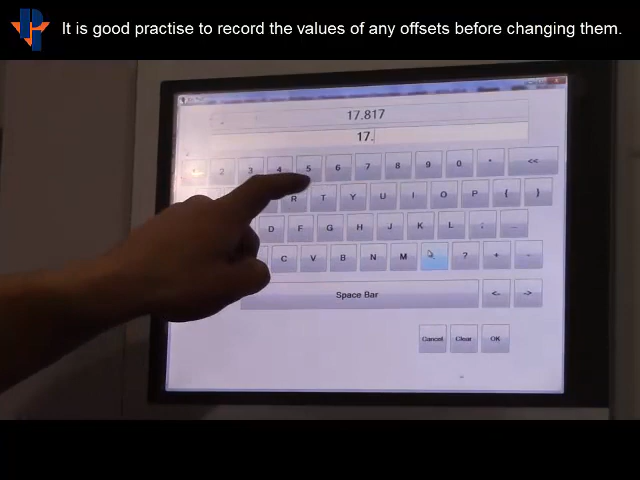 It is good practise to record the values of any offsets before changing them.
17.817
17.
2 3 4 5 6 7 8 9 0 * <<
R T Y U I O P { }
D F G H J K L ; _
C V B N M ? + -
Space Bar <- ->
Cancel Clear OK